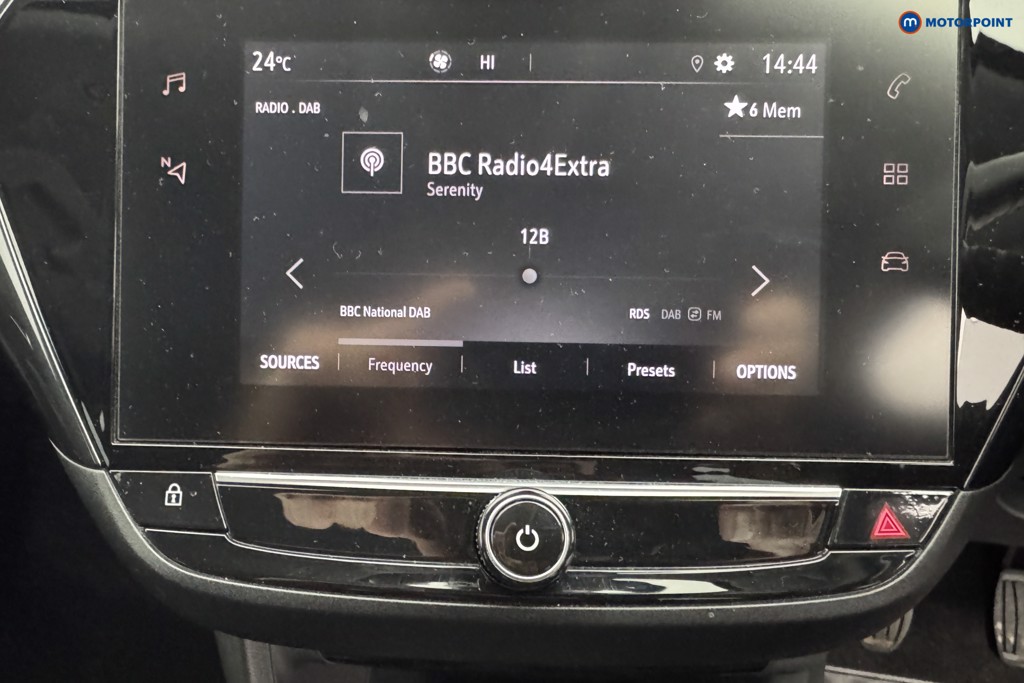 MOTORPOINT
24°C HI 14:44
RADIO . DAB
6 Mem
N
BBC Radio4Extra
Serenity
12B
BBC National DAB
RDS DAB FM
SOURCES Frequency List Presets OPTIONS